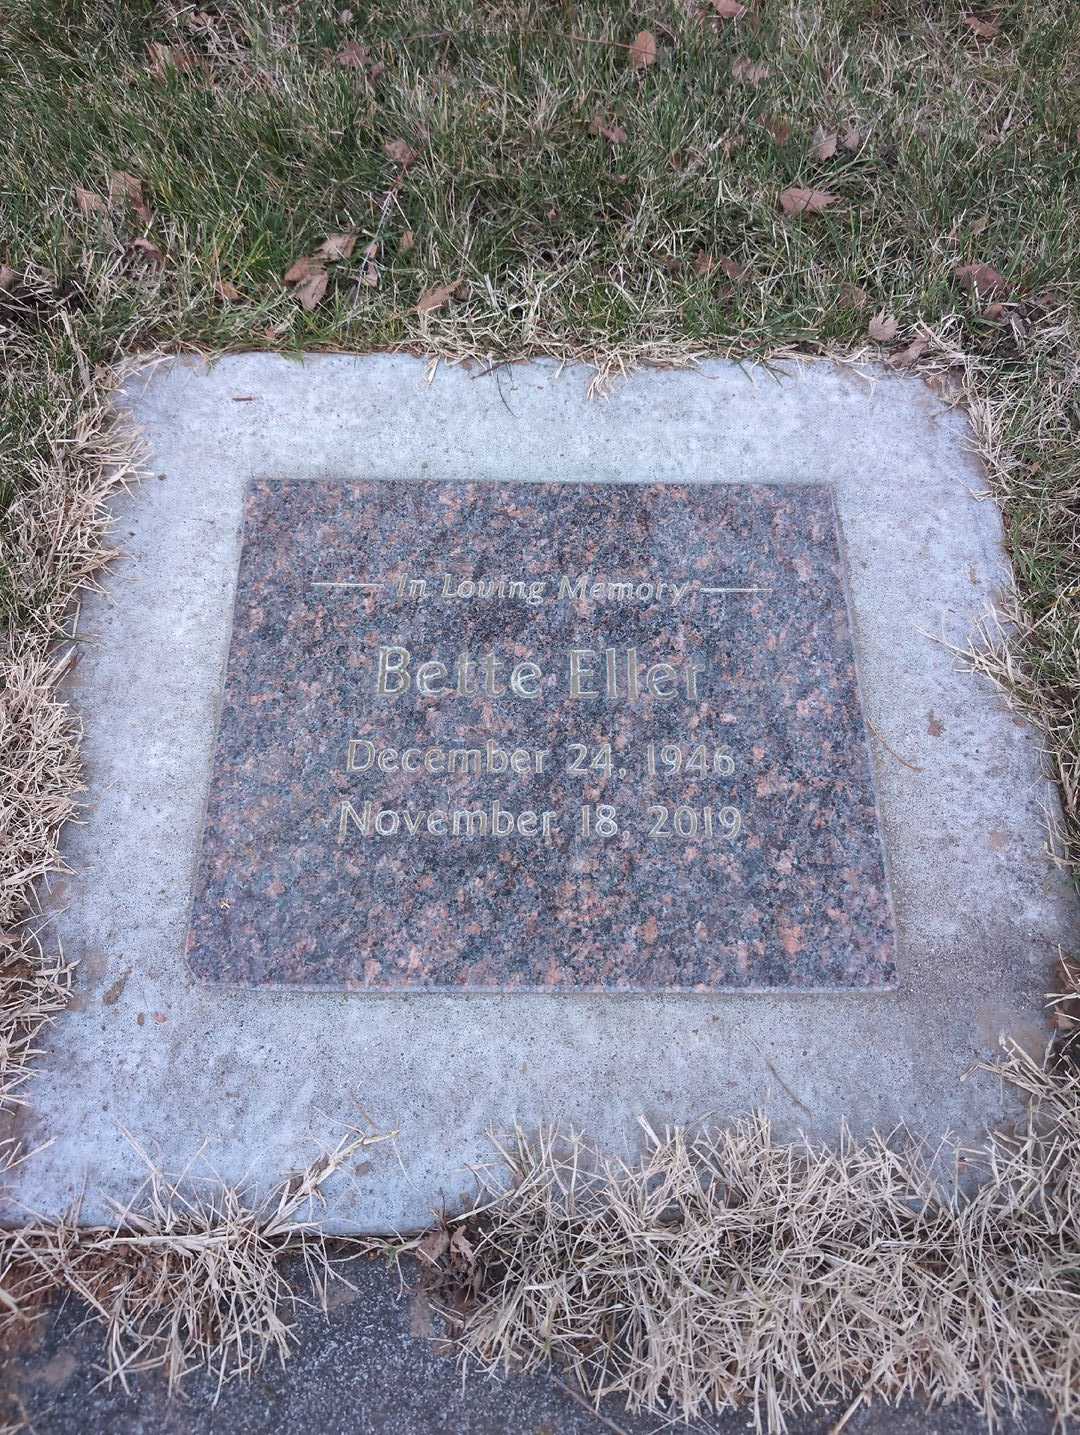 In Loving Memory
Bette Eller
December 24, 1946
November 18, 2019